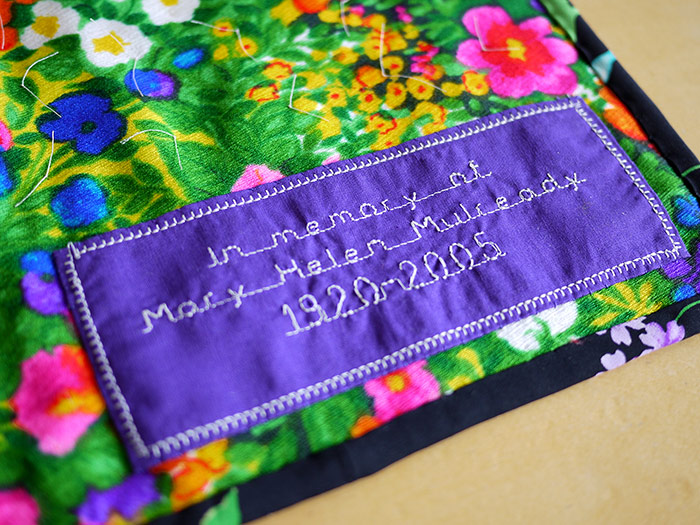 In memory of
Mary Helen Mulready
1920-2005